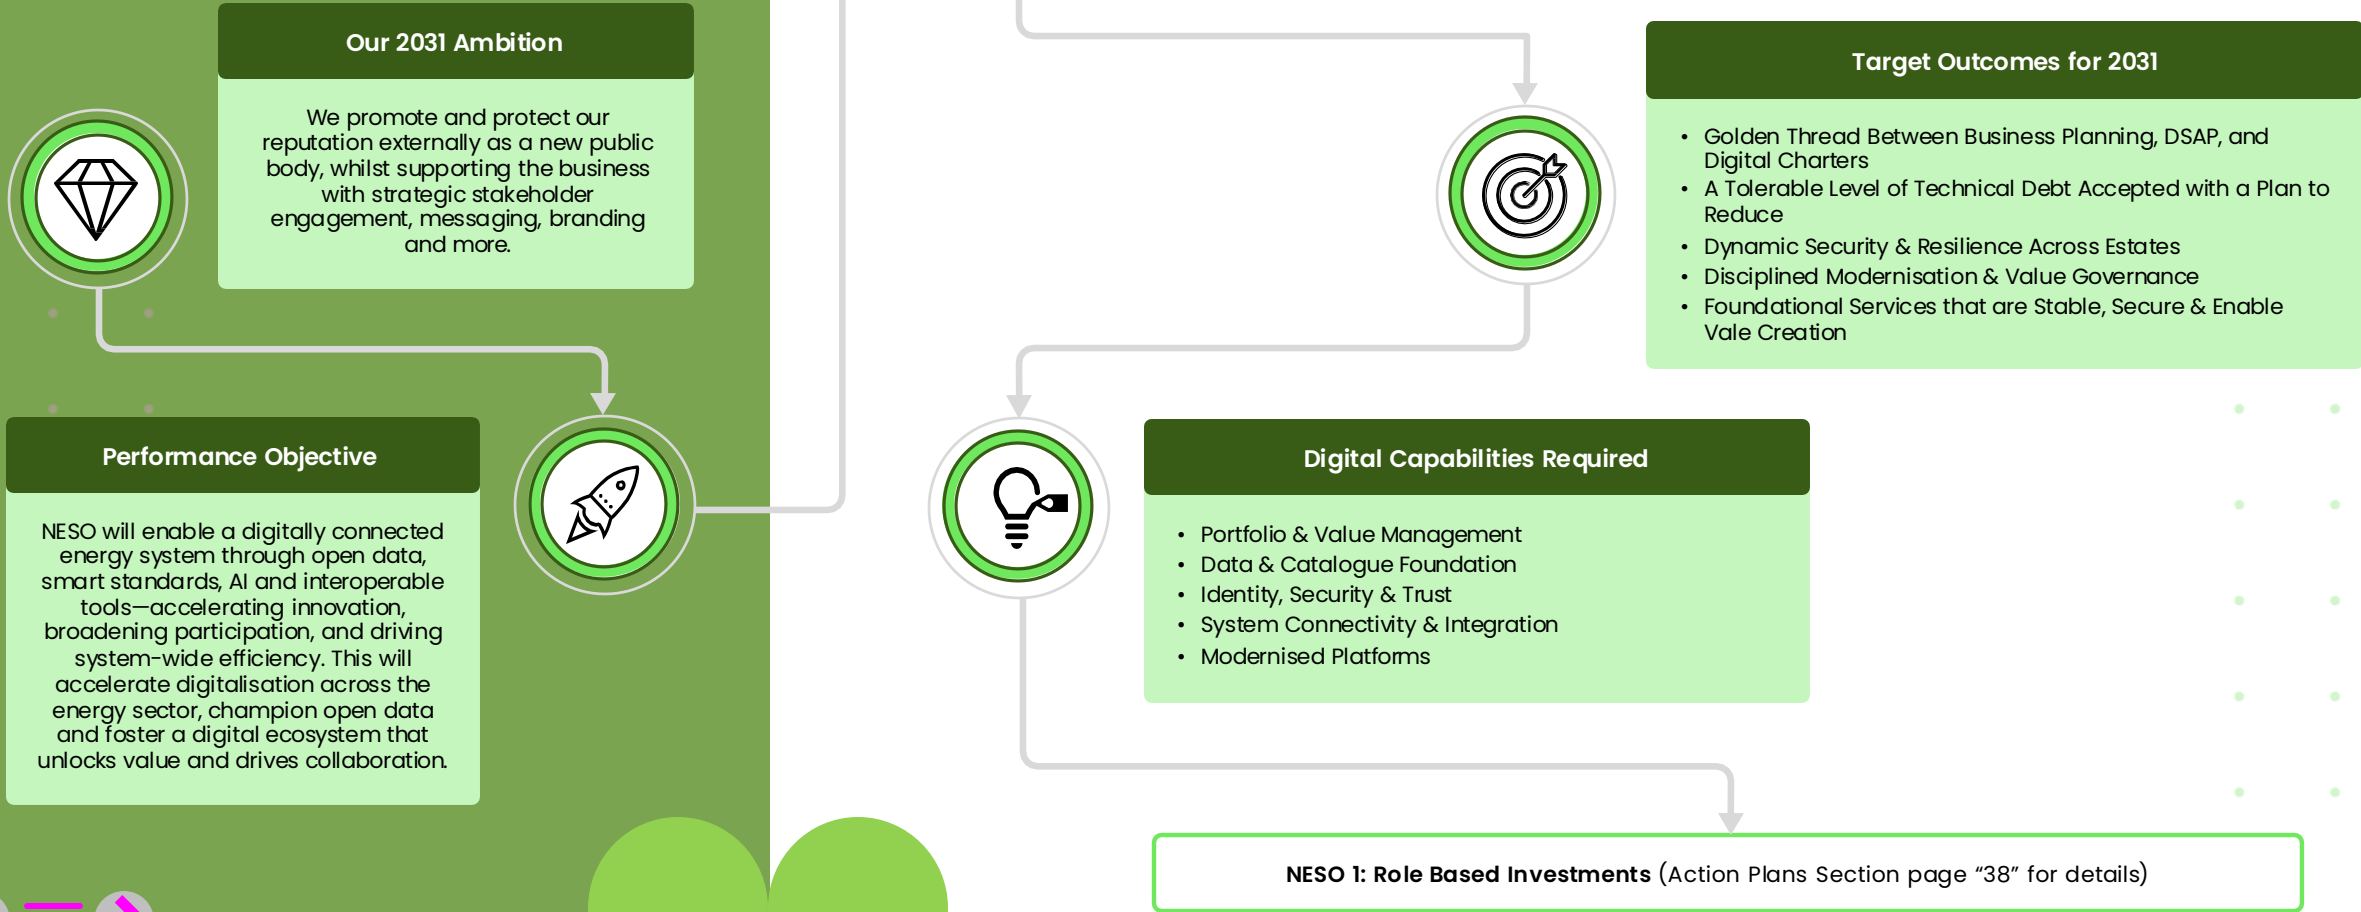 Our 2031 Ambition
We promote and protect our
reputation externally as a new public
body, whilst supporting the business
with strategic stakeholder
engagement, messaging, branding
and more.
Performance Objective
NESO will enable a digitally connected
energy system through open data,
smart standards, AI and interoperable
tools—accelerating innovation,
broadening participation, and driving
system-wide efficiency. This will
accelerate digitalisation across the
energy sector, champion open data
and foster a digital ecosystem that
unlocks value and drives collaboration.
Target Outcomes for 2031
• Golden Thread Between Business Planning, DSAP, and
Digital Charters
• A Tolerable Level of Technical Debt Accepted with a Plan to
Reduce
• Dynamic Security & Resilience Across Estates
• Disciplined Modernisation & Value Governance
• Foundational Services that are Stable, Secure & Enable
Vale Creation
Digital Capabilities Required
• Portfolio & Value Management
• Data & Catalogue Foundation
• Identity, Security & Trust
• System Connectivity & Integration
• Modernised Platforms
NESO 1: Role Based Investments (Action Plans Section page “38” for details)